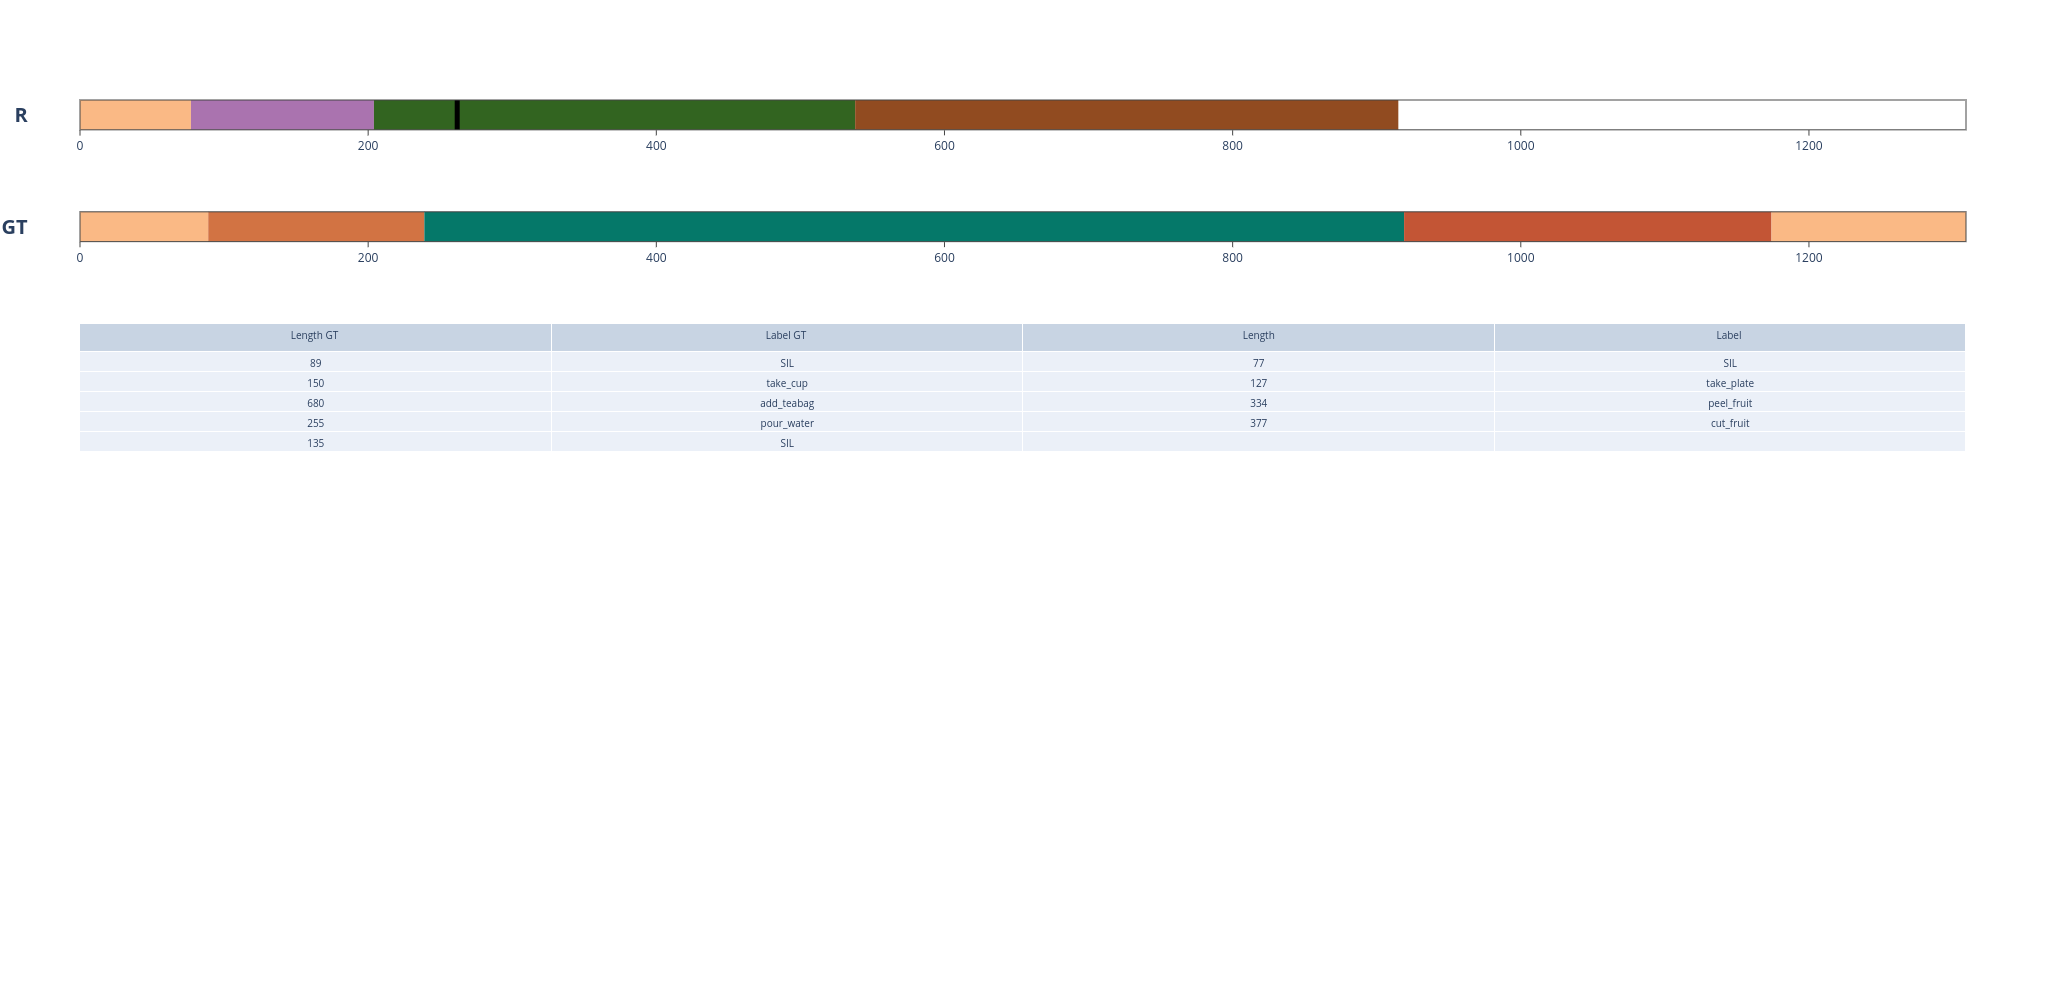 R
0 200 400 600 800 1000 1200
GT
0 200 400 600 800 1000 1200
Length GT Label GT Length Label
89 SIL 77 SIL
150 take_cup 127 take_plate
680 add_teabag 334 peel_fruit
255 pour_water 377 cut_fruit
135 SIL